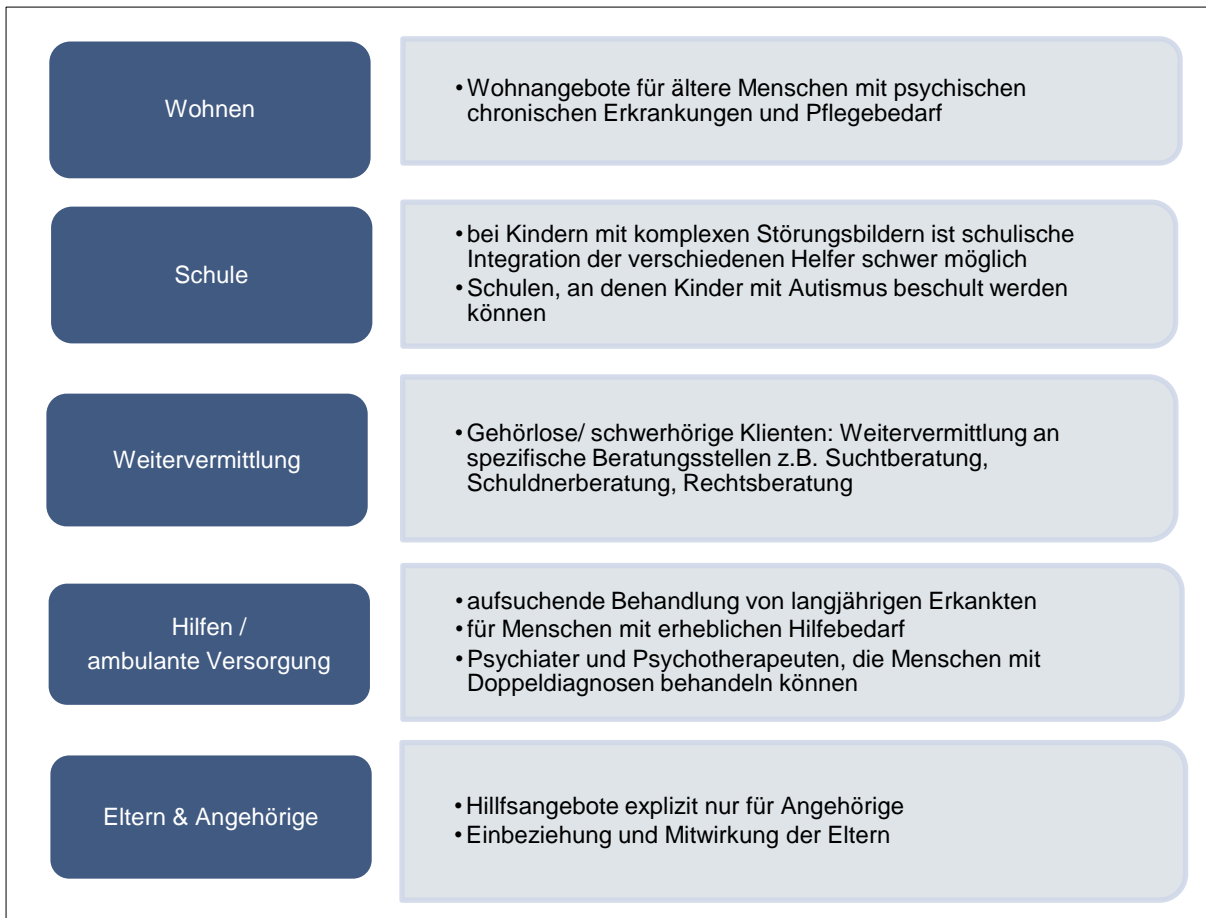 Wohnen
• Wohnangebote für ältere Menschen mit psychischen
chronischen Erkrankungen und Pflegebedarf
Schule
• bei Kindern mit komplexen Störungsbildern ist schulische
Integration der verschiedenen Helfer schwer möglich
• Schulen, an denen Kinder mit Autismus beschult werden
können
Weitervermittlung
• Gehörlose/ schwerhörige Klienten: Weitervermittlung an
spezifische Beratungsstellen z.B. Suchtberatung,
Schuldnerberatung, Rechtsberatung
Hilfen /
ambulante Versorgung
• aufsuchende Behandlung von langjährigen Erkankten
• für Menschen mit erheblichen Hilfebedarf
• Psychiater und Psychotherapeuten, die Menschen mit
Doppeldiagnosen behandeln können
Eltern & Angehörige
• Hillfsangebote explizit nur für Angehörige
• Einbeziehung und Mitwirkung der Eltern